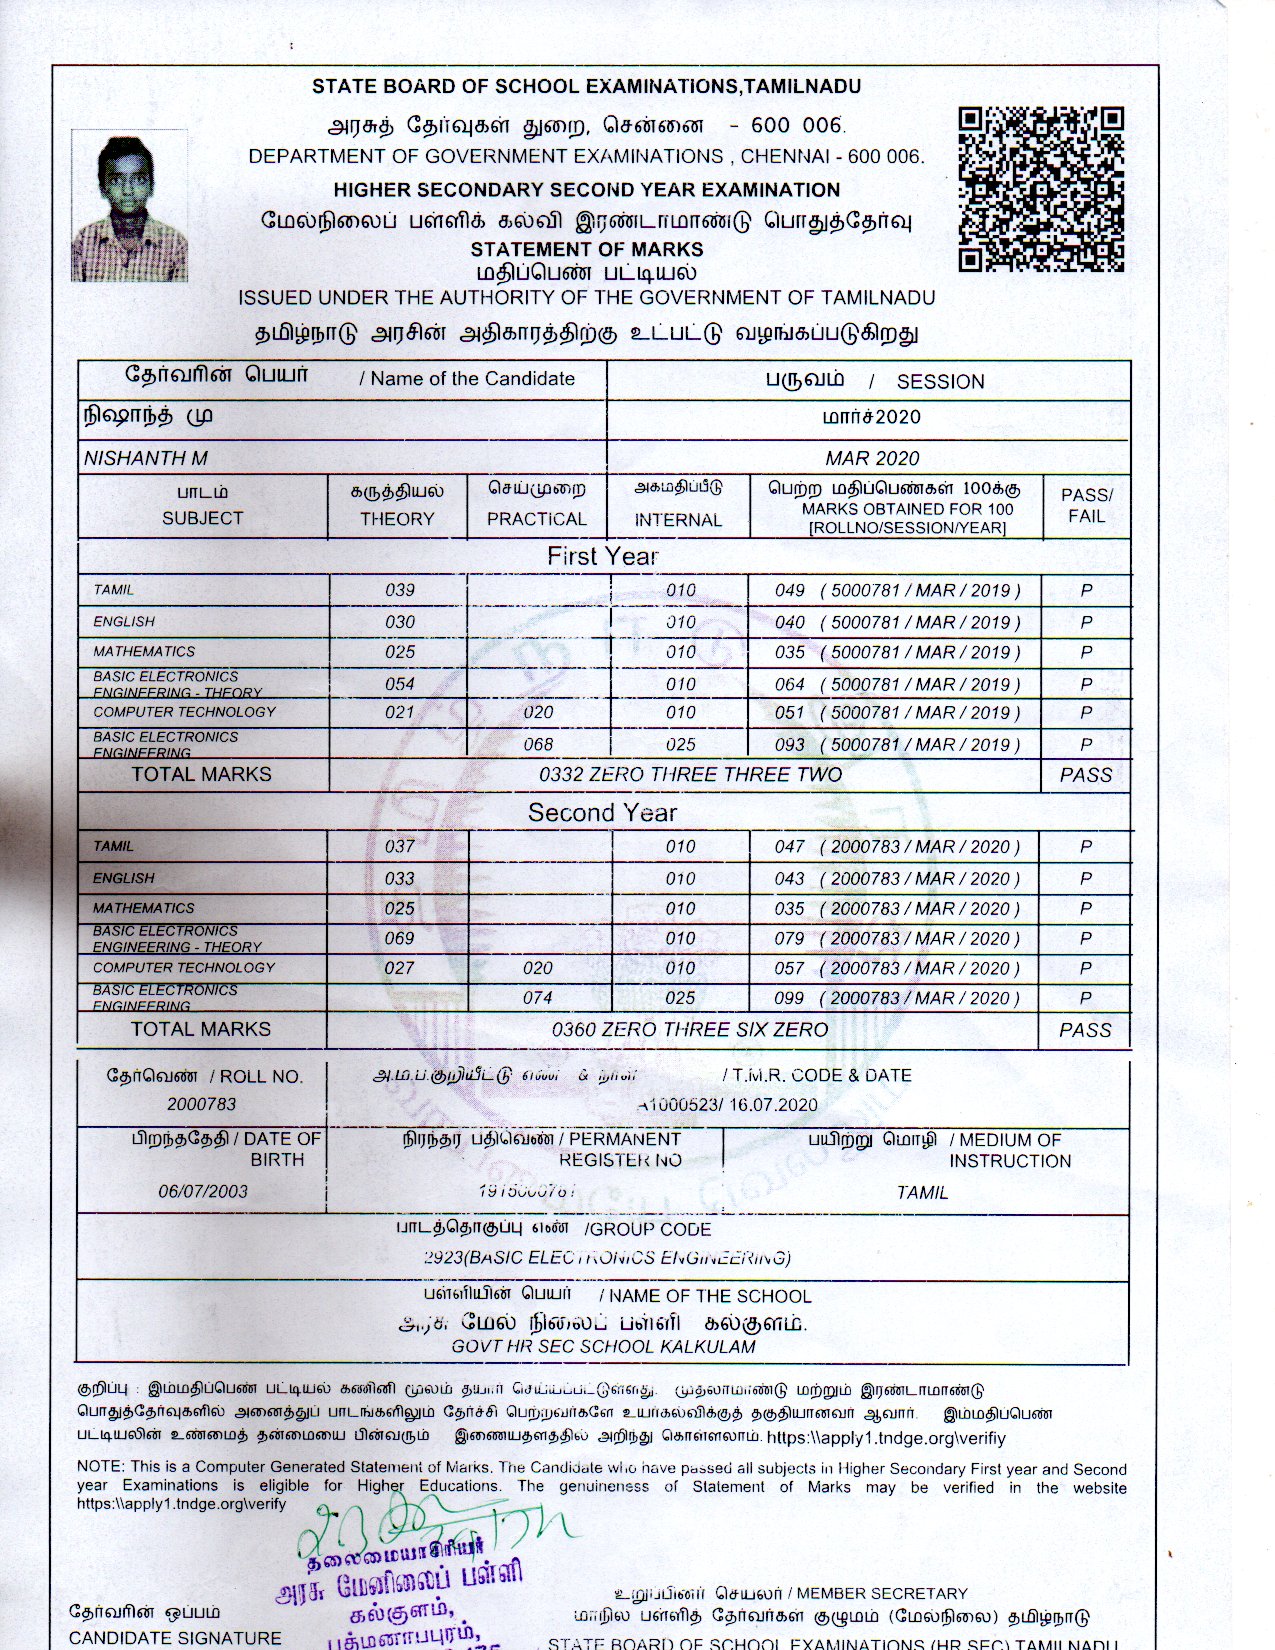 STATE BOARD OF SCHOOL EXAMINATIONS,TAMILNADU
அரசுத் தேர்வுகள் துறை, சென்னை - 600 006.
DEPARTMENT OF GOVERNMENT EXAMINATIONS , CHENNAI - 600 006.
HIGHER SECONDARY SECOND YEAR EXAMINATION
மேல்நிலைப் பள்ளிக் கல்வி இரண்டாமாண்டு பொதுத்தேர்வு
STATEMENT OF MARKS
மதிப்பெண் பட்டியல்
ISSUED UNDER THE AUTHORITY OF THE GOVERNMENT OF TAMILNADU
தமிழ்நாடு அரசின் அதிகாரத்திற்கு உட்பட்டு வழங்கப்படுகிறது
தேர்வரின் பெயர் / Name of the Candidate பருவம் / SESSION
நிஷாந்த் மு மார்ச்2020
NISHANTH M MAR 2020
பாடம் கருத்தியல் செய்முறை அகமதிப்பீடு பெற்ற மதிப்பெண்கள் 100க்கு PASS/
SUBJECT THEORY PRACTICAL INTERNAL MARKS OBTAINED FOR 100 FAIL
[ROLLNO/SESSION/YEAR]
First Year
TAMIL 039 010 049 ( 5000781 / MAR / 2019 ) P
ENGLISH 030 010 040 ( 5000781 / MAR / 2019 ) P
MATHEMATICS 025 010 035 ( 5000781 / MAR / 2019 ) P
BASIC ELECTRONICS
ENGINEERING - THEORY 054 010 064 ( 5000781 / MAR / 2019 ) P
COMPUTER TECHNOLOGY 021 020 010 051 ( 5000781 / MAR / 2019 ) P
BASIC ELECTRONICS
ENGINEERING 068 025 093 ( 5000781 / MAR / 2019 ) P
TOTAL MARKS 0332 ZERO THREE THREE TWO PASS
Second Year
TAMIL 037 010 047 ( 2000783 / MAR / 2020 ) P
ENGLISH 033 010 043 ( 2000783 / MAR / 2020 ) P
MATHEMATICS 025 010 035 ( 2000783 / MAR / 2020 ) P
BASIC ELECTRONICS
ENGINEERING - THEORY 069 010 079 ( 2000783 / MAR / 2020 ) P
COMPUTER TECHNOLOGY 027 020 010 057 ( 2000783 / MAR / 2020 ) P
BASIC ELECTRONICS
ENGINEERING 074 025 099 ( 2000783 / MAR / 2020 ) P
TOTAL MARKS 0360 ZERO THREE SIX ZERO PASS
தேர்வெண் / ROLL NO. அ.ம.ப.குறியீட்டு எண் & நாள் / T.M.R. CODE & DATE
2000783 A1000523/ 16.07.2020
பிறந்ததேதி / DATE OF BIRTH நிரந்தர பதிவெண் / PERMANENT REGISTER NO பயிற்று மொழி / MEDIUM OF INSTRUCTION
06/07/2003 TAMIL
பாடத்தொகுப்பு எண் /GROUP CODE
2923(BASIC ELECTRONICS ENGINEERING)
பள்ளியின் பெயர் / NAME OF THE SCHOOL
அரசு மேல் நிலைப் பள்ளி கல்குளம்.
GOVT HR SEC SCHOOL KALKULAM
குறிப்பு : இம்மதிப்பெண் பட்டியல் கணினி மூலம் தயார் செய்யப்பட்டுள்ளது. முதலாமாண்டு மற்றும் இரண்டாமாண்டு
பொதுத்தேர்வுகளில் அனைத்துப் பாடங்களிலும் தேர்ச்சி பெற்றவர்களே உயர்கல்விக்குத் தகுதியானவர் ஆவார். இம்மதிப்பெண்
பட்டியலின் உண்மைத் தன்மையை பின்வரும் இணையதளத்தில் அறிந்து கொள்ளலாம். https:\\apply1.tndge.org\verifiy
NOTE: This is a Computer Generated Statement of Marks. The Candidate who have passed all subjects in Higher Secondary First year and Second
year Examinations is eligible for Higher Educations. The genuineness of Statement of Marks may be verified in the website
https:\\apply1.tndge.org\verify
தலைமையாசிரியர்
அரசு மேனிலைப் பள்ளி
கல்குளம்,
பத்மனாபபுரம்,
தேர்வரின் ஒப்பம்
CANDIDATE SIGNATURE
உறுப்பினர் செயலர் / MEMBER SECRETARY
மாநில பள்ளித் தேர்வர்கள் குழுமம் (மேல்நிலை) தமிழ்நாடு
STATE BOARD OF SCHOOL EXAMINATIONS (HR SEC) TAMILNADU